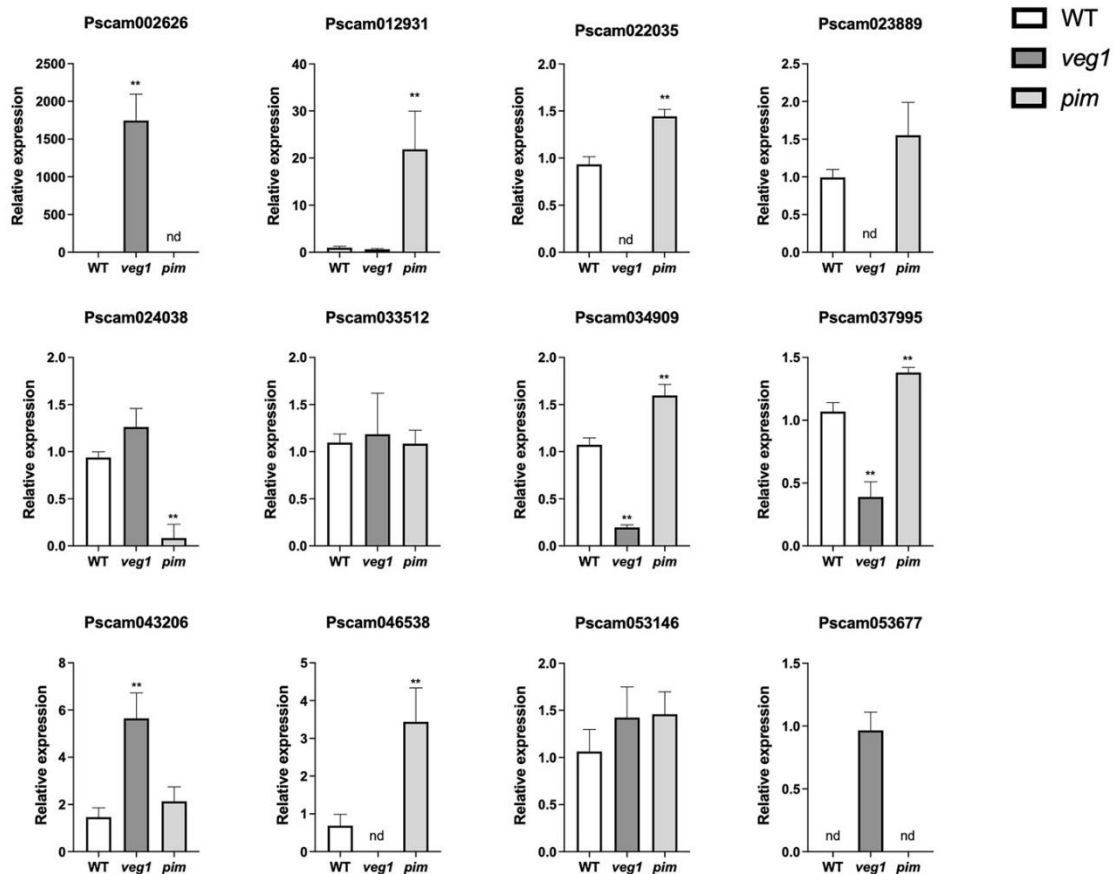 Pscam002626
Relative expression
2500
2000
1500
1000
500
0
**
nd
WT veg1 pim
Pscam012931
Relative expression
40
30
20
10
0
**
WT veg1 pim
Pscam022035
Relative expression
2.0
1.5
1.0
0.5
0.0
**
nd
WT veg1 pim
Pscam023889
Relative expression
2.5
2.0
1.5
1.0
0.5
0.0
nd
WT veg1 pim
WT
veg1
pim
Pscam024038
Relative expression
2.0
1.5
1.0
0.5
0.0
**
WT veg1 pim
Pscam033512
Relative expression
2.0
1.5
1.0
0.5
0.0
WT veg1 pim
Pscam034909
Relative expression
2.0
1.5
1.0
0.5
0.0
**
**
WT veg1 pim
Pscam037995
Relative expression
1.5
1.0
0.5
0.0
**
**
WT veg1 pim
Pscam043206
Relative expression
8
6
4
2
0
**
WT veg1 pim
Pscam046538
Relative expression
5
4
3
2
1
0
**
nd
WT veg1 pim
Pscam053146
Relative expression
2.0
1.5
1.0
0.5
0.0
WT veg1 pim
Pscam053677
Relative expression
1.5
1.0
0.5
0.0
nd nd
WT veg1 pim